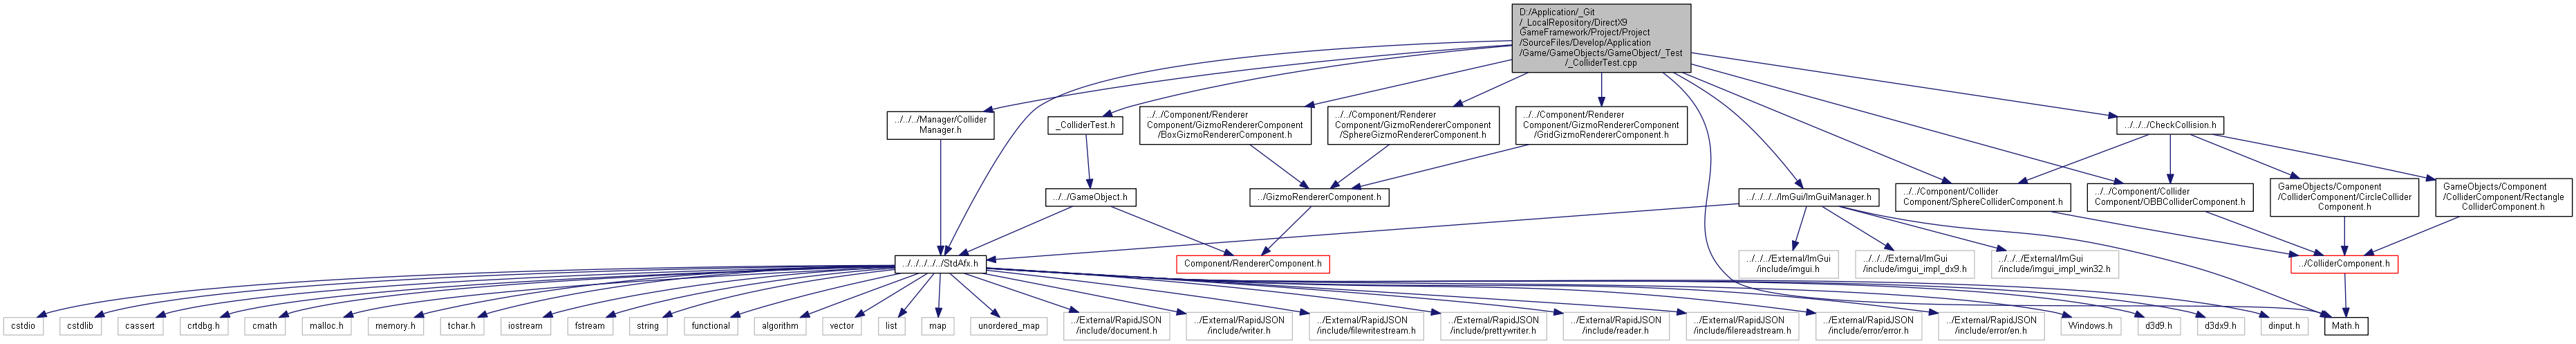 D:/Application/_Git
/_LocalRepository/DirectX9
GameFramework/Project/Project
/SourceFiles/Develop/Application
/Game/GameObjects/GameObject/_Test
/_ColliderTest.cpp
../../../Manager/Collider
Manager.h
_ColliderTest.h
../../Component/Renderer
Component/GizmoRendererComponent
/BoxGizmoRendererComponent.h
../../Component/Renderer
Component/GizmoRendererComponent
/SphereGizmoRendererComponent.h
../../Component/Renderer
Component/GizmoRendererComponent
/GridGizmoRendererComponent.h
../../../CheckCollision.h
../../GameObject.h
../GizmoRendererComponent.h
../../../../ImGui/ImGuiManager.h
../../Component/Collider
Component/SphereColliderComponent.h
../../Component/Collider
Component/OBBColliderComponent.h
GameObjects/Component
/ColliderComponent/CircleCollider
Component.h
GameObjects/Component
/ColliderComponent/Rectangle
ColliderComponent.h
../../../../../StdAfx.h
Component/RendererComponent.h
../../../External/ImGui
include/imgui.h
../../../External/ImGui
include/imgui_impl_dx9.h
../../../External/ImGui
/include/imgui_impl_win32.h
../ColliderComponent.h
cstdio
cstdlib
cassert
crtdbg.h
cmath
malloc.h
memory.h
tchar.h
iostream
fstream
string
functional
algorithm
vector
list
map
unordered_map
../External/RapidJSON
include/document.h
../External/RapidJSON
include/writer.h
../External/RapidJSON
include/filewritestream.h
../External/RapidJSON
include/prettywriter.h
../External/RapidJSON
include/reader.h
../External/RapidJSON
include/filereadstream.h
../External/RapidJSON
include/error/error.h
../External/RapidJSON
include/error/en.h
Windows.h
d3d9.h
d3dx9.h
dinput.h
Math.h